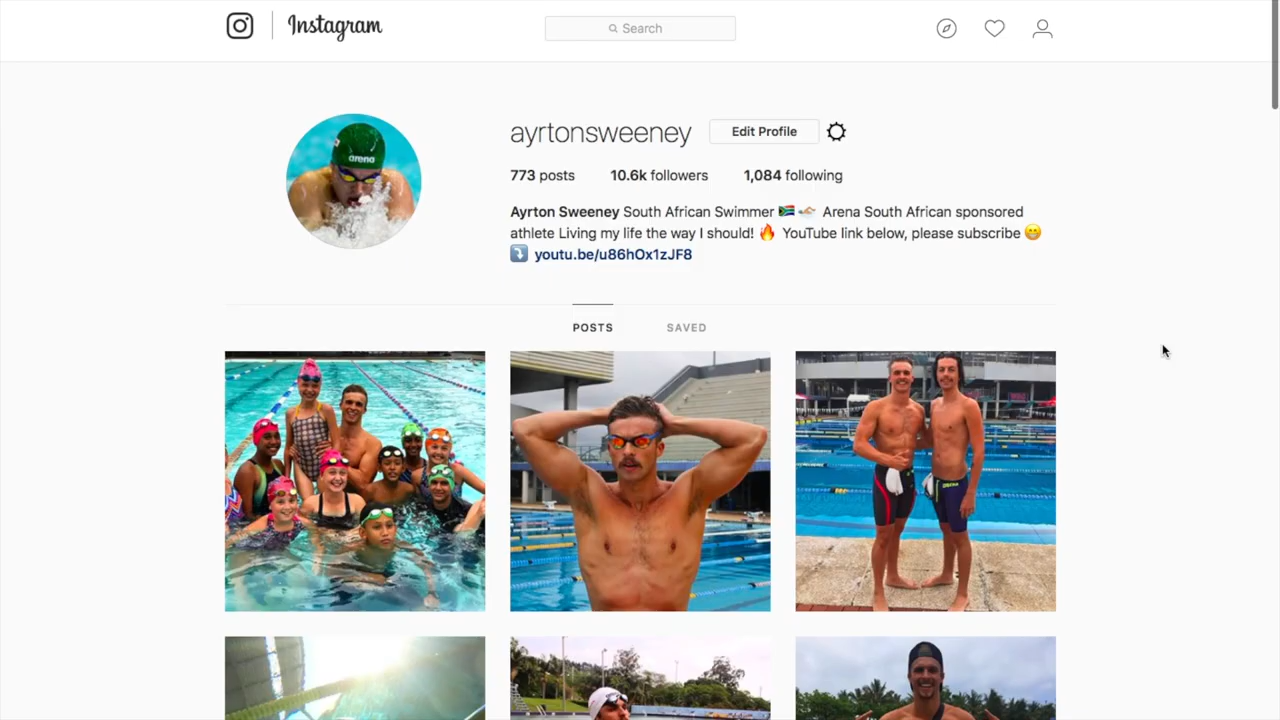 Instagram
Search
ayrtonsweeney Edit Profile
773 posts 10.6k followers 1,084 following
Ayrton Sweeney South African Swimmer 🇿🇦 🏊 Arena South African sponsored
athlete Living my life the way I should! 🔥 YouTube link below, please subscribe 😁
⤵️ youtu.be/u86hOx1zJF8
POSTS SAVED
arena